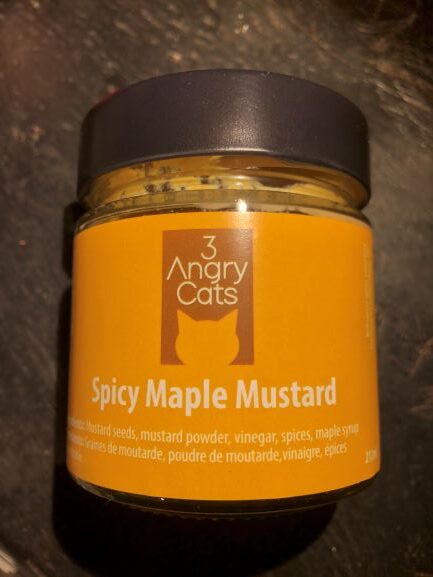 3
Angry
Cats
Spicy Maple Mustard
Mustard seeds, mustard powder, vinegar, spices, maple syrup
Graines de moutarde, poudre de moutarde, vinaigre, épices